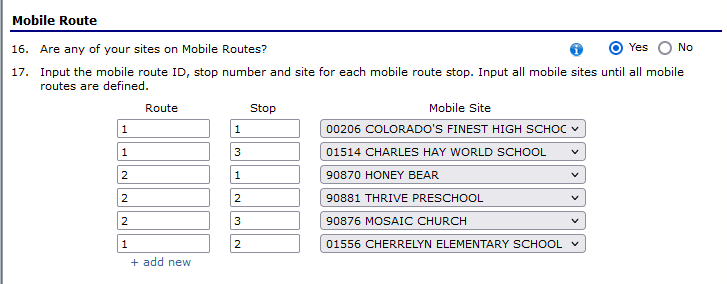 Mobile Route
16. Are any of your sites on Mobile Routes? i Yes No
17. Input the mobile route ID, stop number and site for each mobile route stop. Input all mobile sites until all mobile
routes are defined.
Route Stop Mobile Site
1 1 00206 COLORADO'S FINEST HIGH SCHOC
1 3 01514 CHARLES HAY WORLD SCHOOL
2 1 90870 HONEY BEAR
2 2 90881 THRIVE PRESCHOOL
2 3 90876 MOSAIC CHURCH
1 2 01556 CHERRELYN ELEMENTARY SCHOOL
+ add new